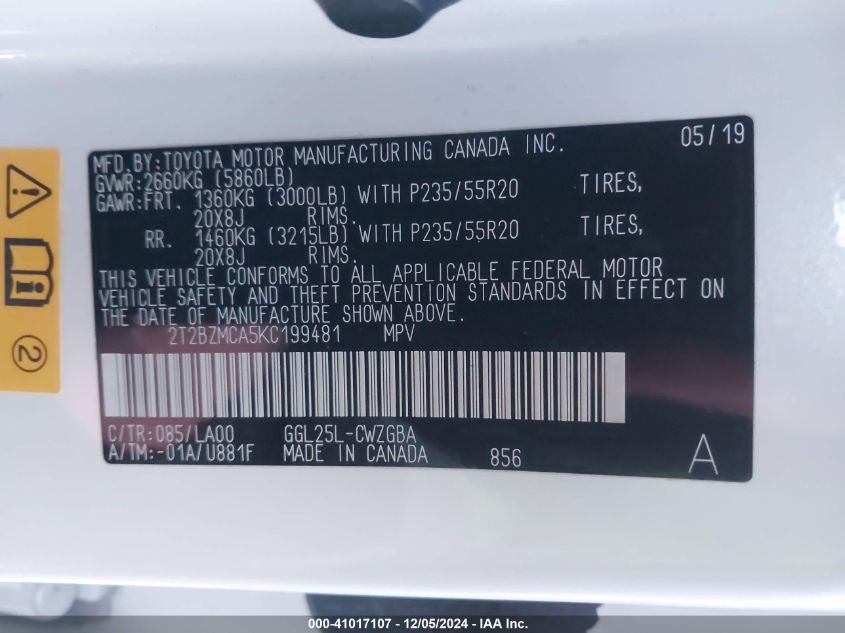 05/19
MFD.BY:TOYOTA MOTOR MANUFACTURING CANADA INC.
GVWR:2660KG (5860LB)
GAWR:FRT. 1360KG (3000LB) WITH P235/55R20 TIRES,
20X8J RIMS.
RR. 1460KG (3215LB) WITH P235/55R20 TIRES,
20X8J RIMS.
THIS VEHICLE CONFORMS TO ALL APPLICABLE FEDERAL MOTOR
VEHICLE SAFETY AND THEFT PREVENTION STANDARDS IN EFFECT ON
THE DATE OF MANUFACTURE SHOWN ABOVE.
2T2BZMCA5KC199481 MPV
C/TR:085/LA00 GGL25L-CWZGBA
A/TM:-01A/U881F MADE IN CANADA 856 A
2
000-41017107 - 12/05/2024 - IAA Inc.